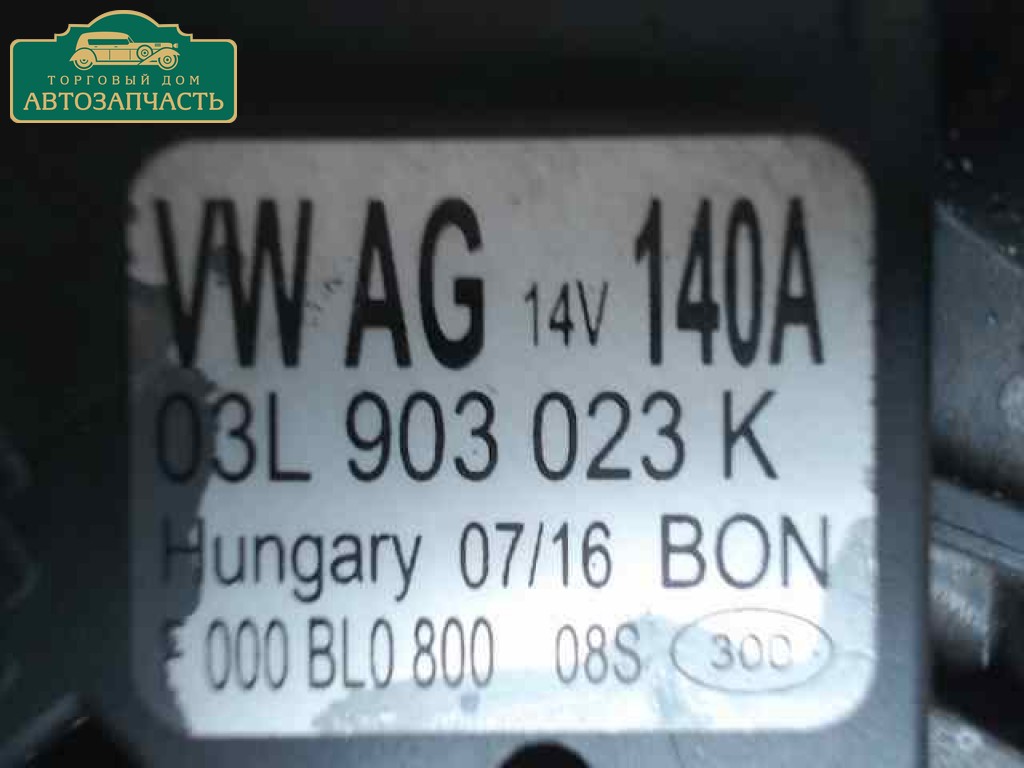 ТОРГОВЫЙ ДОМ
АВТОЗАПЧАСТЬ
VW AG 14V 140A
03L 903 023 K
Hungary 07/16 BON
F 000 BL0 800 08S 300